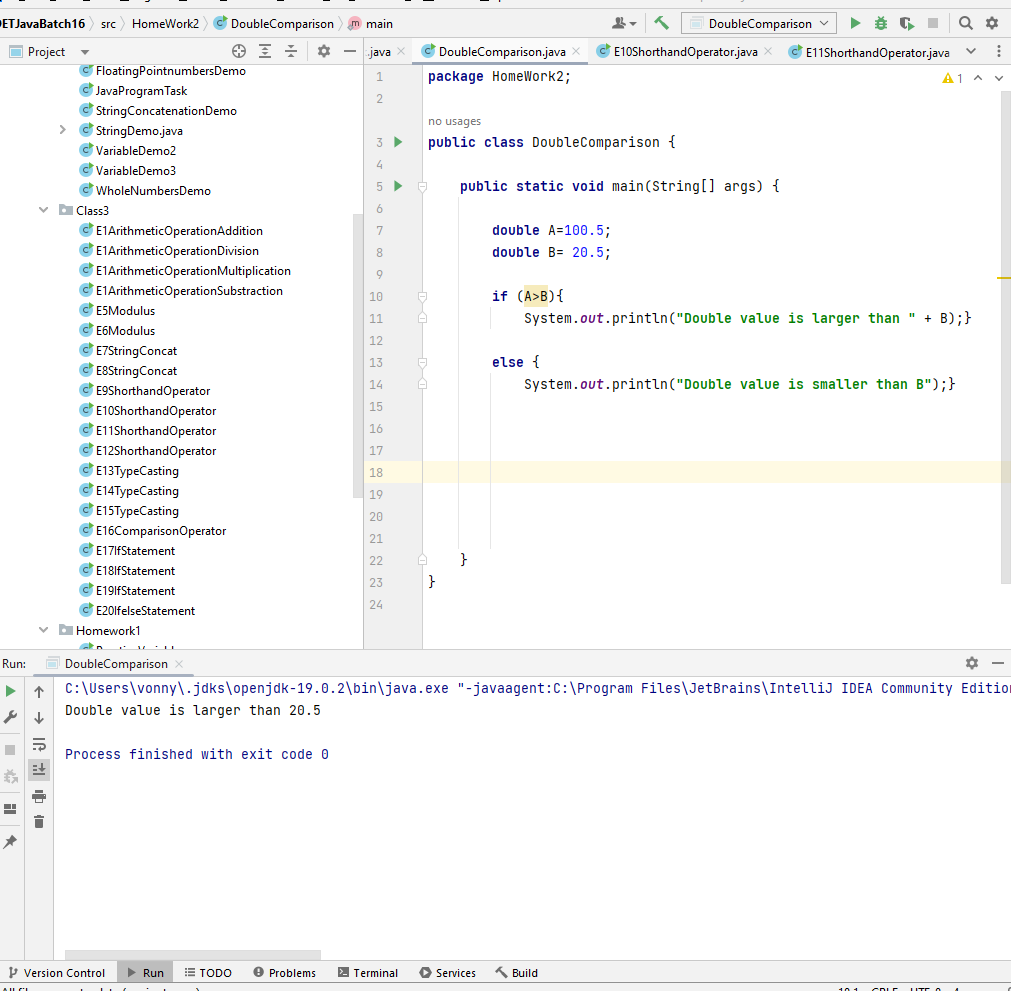 DETJavaBatch16 src HomeWork2 DoubleComparison main DoubleComparison
Project .java DoubleComparison.java E10ShorthandOperator.java E11ShorthandOperator.java
FloatingPointnumbersDemo
JavaProgramTask
StringConcatenationDemo
StringDemo.java
VariableDemo2
VariableDemo3
WholeNumbersDemo
Class3
E1ArithmeticOperationAddition
E1ArithmeticOperationDivision
E1ArithmeticOperationMultiplication
E1ArithmeticOperationSubstraction
E5Modulus
E6Modulus
E7StringConcat
E8StringConcat
E9ShorthandOperator
E10ShorthandOperator
E11ShorthandOperator
E12ShorthandOperator
E13TypeCasting
E14TypeCasting
E15TypeCasting
E16ComparisonOperator
E17IfStatement
E18IfStatement
E19IfStatement
E20IfelseStatement
Homework1
1 package HomeWork2; 1
2
no usages
3 public class DoubleComparison {
4
5 public static void main(String[] args) {
6
7 double A=100.5;
8 double B= 20.5;
9
10 if (A>B){
11 System.out.println("Double value is larger than " + B);}
12
13 else {
14 System.out.println("Double value is smaller than B");}
15
16
17
18
19
20
21
22 }
23 }
24
Run: DoubleComparison
C:\Users\vonny\.jdks\openjdk-19.0.2\bin\java.exe "-javaagent:C:\Program Files\JetBrains\IntelliJ IDEA Community Edition
Double value is larger than 20.5
Process finished with exit code 0
Version Control Run TODO Problems Terminal Services Build